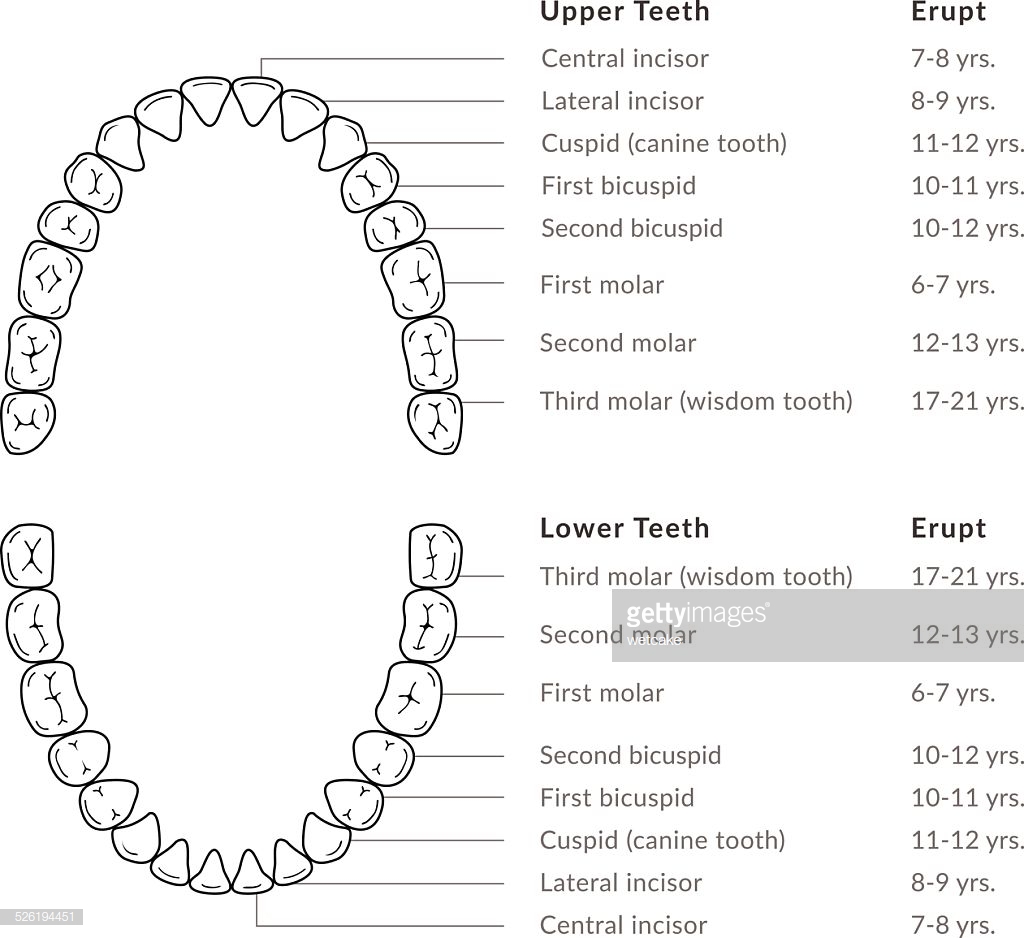 Upper Teeth Erupt
Central incisor 7-8 yrs.
Lateral incisor 8-9 yrs.
Cuspid (canine tooth) 11-12 yrs.
First bicuspid 10-11 yrs.
Second bicuspid 10-12 yrs.
First molar 6-7 yrs.
Second molar 12-13 yrs.
Third molar (wisdom tooth) 17-21 yrs.
Lower Teeth Erupt
Third molar (wisdom tooth) 17-21 yrs.
gettyimages®
Second molar 12-13 yrs.
wetcake
First molar 6-7 yrs.
Second bicuspid 10-12 yrs.
First bicuspid 10-11 yrs.
Cuspid (canine tooth) 11-12 yrs.
Lateral incisor 8-9 yrs.
526194451
Central incisor 7-8 yrs.